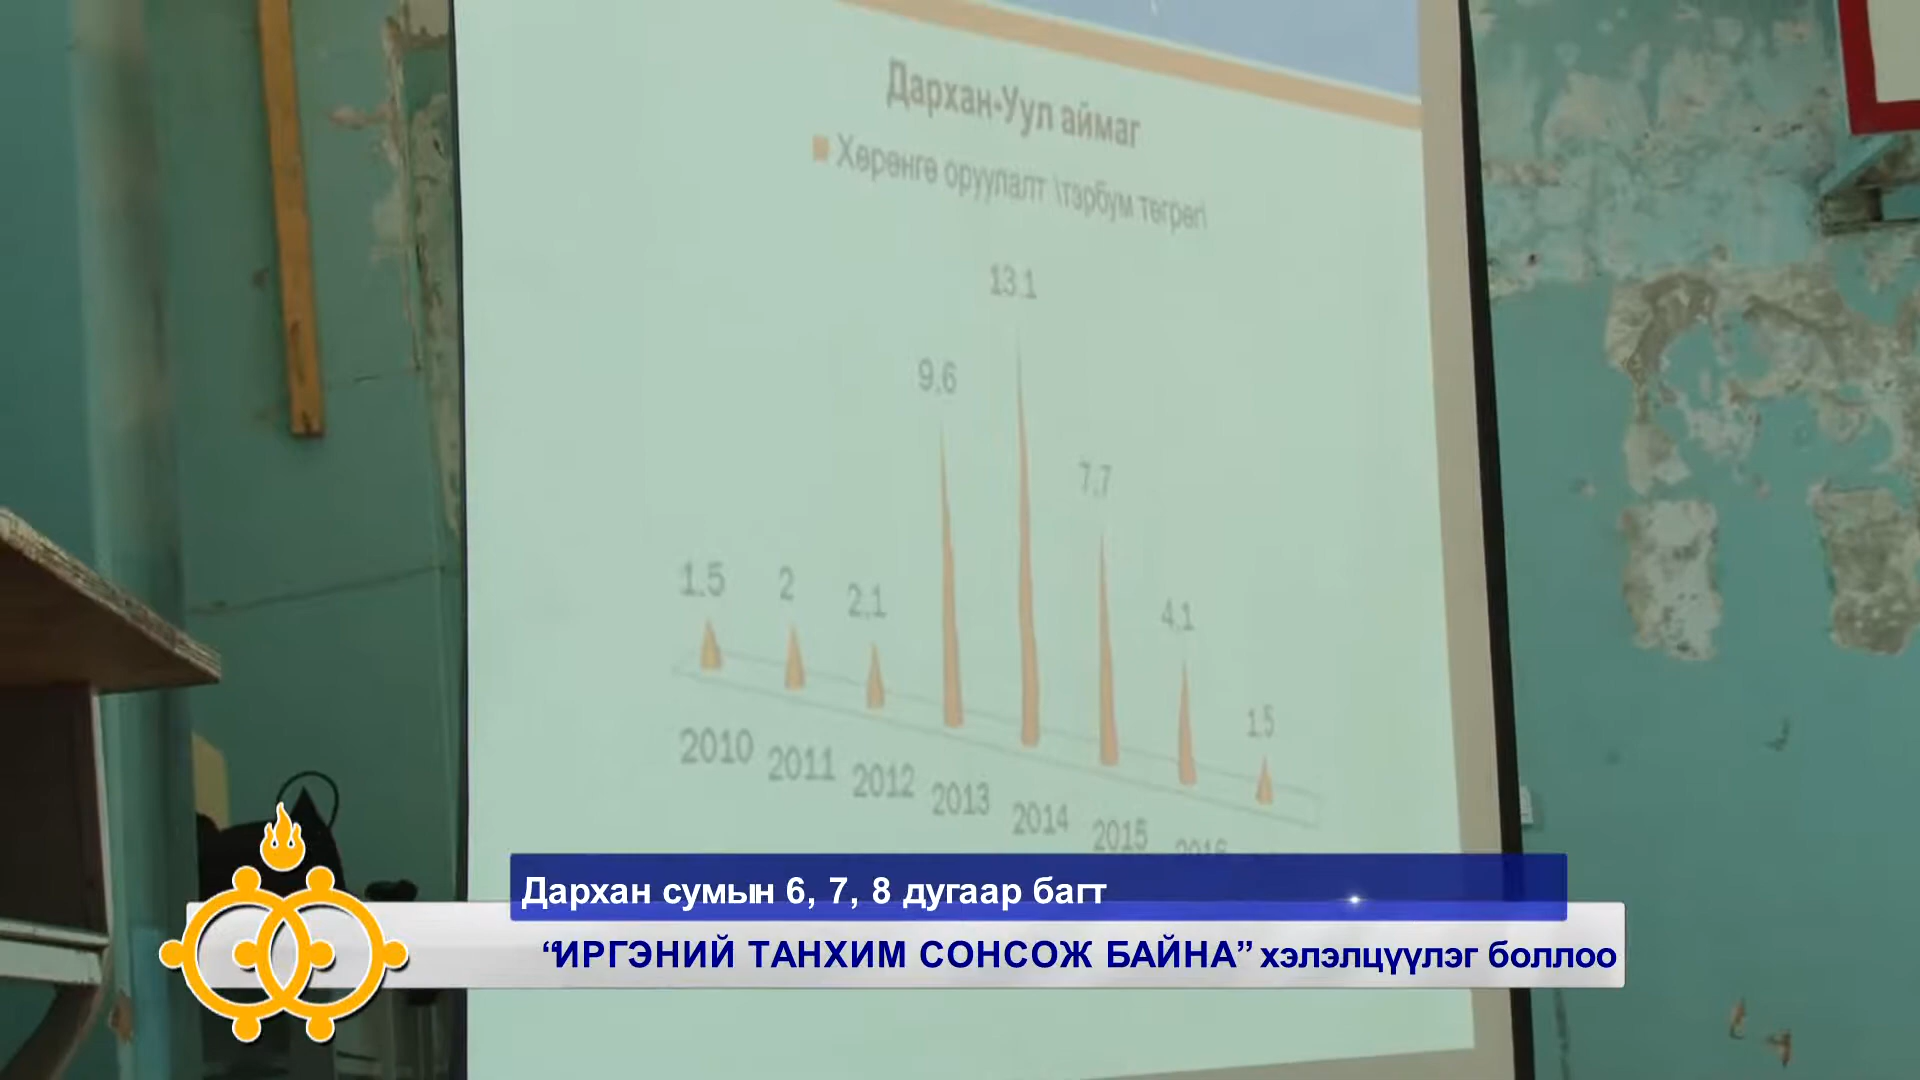 Дархан-Уул аймаг
Хөрөнгө оруулалт \тэрбум төгрөг\
13.1
9,6
7,7
1.5 2 2,1 4,1 1,5
2010 2011 2012 2013 2014 2015 2016
Дархан сумын 6, 7, 8 дугаар багт
“ИРГЭНИЙ ТАНХИМ СОНСОЖ БАЙНА” хэлэлцүүлэг боллоо